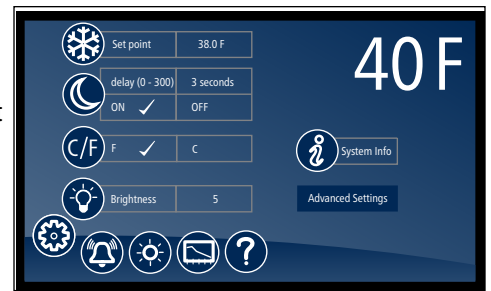 Set point 38.0 F
40 F
delay (0 - 300) 3 seconds
ON ✓ OFF
C/F F ✓ C
i System Info
Brightness 5
Advanced Settings
?